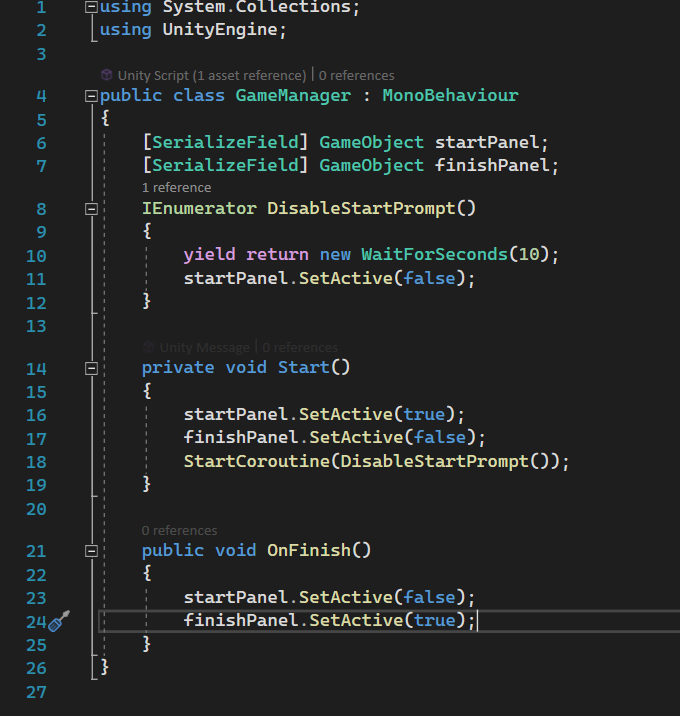 1 using System.Collections;
2 using UnityEngine;
3
Unity Script (1 asset reference) | 0 references
4 public class GameManager : MonoBehaviour
5 {
6 [SerializeField] GameObject startPanel;
7 [SerializeField] GameObject finishPanel;
1 reference
8 IEnumerator DisableStartPrompt()
9 {
10 yield return new WaitForSeconds(10);
11 startPanel.SetActive(false);
12 }
13
Unity Message | 0 references
14 private void Start()
15 {
16 startPanel.SetActive(true);
17 finishPanel.SetActive(false);
18 StartCoroutine(DisableStartPrompt());
19 }
20
0 references
21 public void OnFinish()
22 {
23 startPanel.SetActive(false);
24 finishPanel.SetActive(true);
25 }
26 }
27